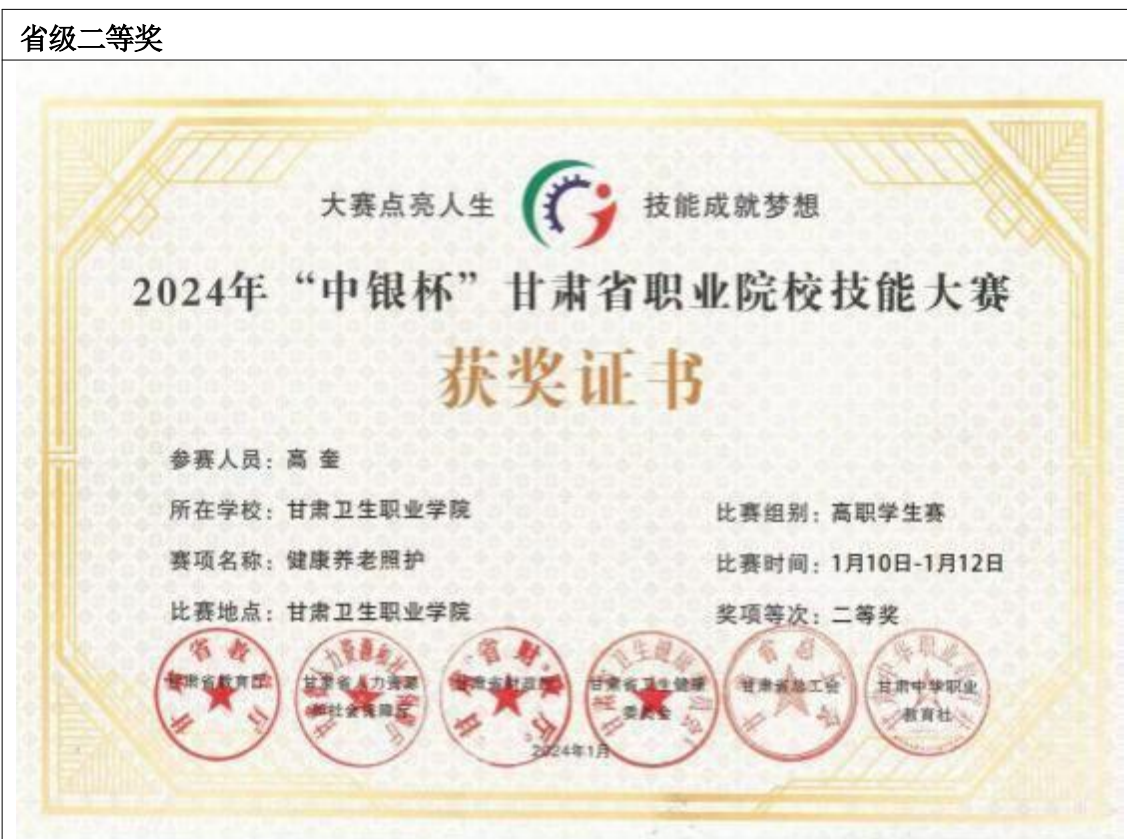 省级二等奖
大赛点亮人生 技能成就梦想
2024年“中银杯”甘肃省职业院校技能大赛
获奖证书
参赛人员：高 奎
所在学校：甘肃卫生职业学院
比赛组别：高职学生赛
赛项名称：健康养老照护
比赛时间：1月10日-1月12日
比赛地点：甘肃卫生职业学院
奖项等次：二等奖
甘肃省教育厅
甘肃省人力资源
和社会保障厅
甘肃省财政厅
甘肃省卫生健康
委员会
甘肃省总工会
甘肃中华职业
教育社
2024年1月